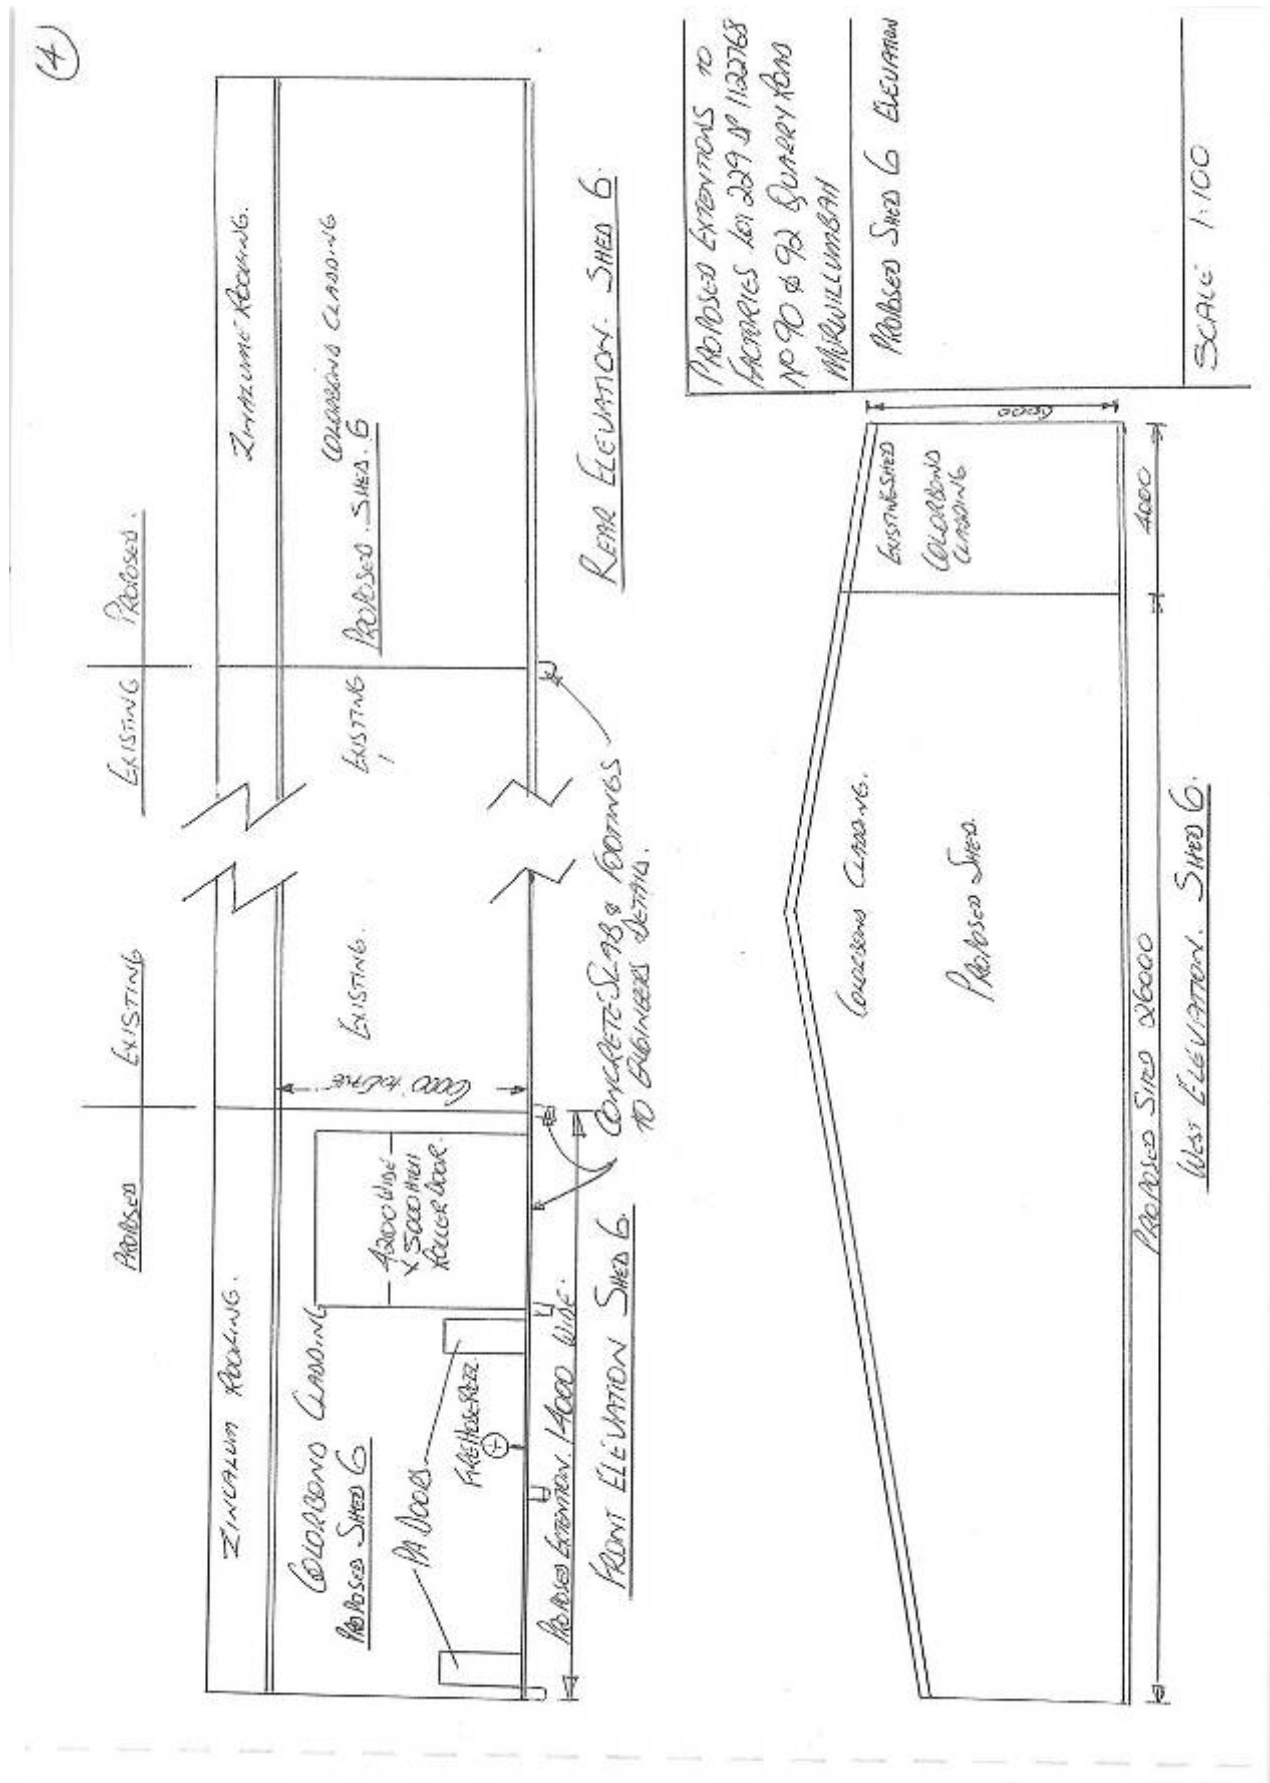 4
PROPOSED EXISTING
EXISTING PROPOSED.
ZINCALUM ROOFING.
COLORBOND CLADDING
PROPOSED SHED 6
PA DOORS
FIRE HOSE REEL
4200 WIDE
X 5000 HIGH
ROLLER DOOR.
6000 to GNE
EXISTING.
PROPOSED EXTENTION. 14000 WIDE.
FRONT ELEVATION SHED 6.
CONCRETE SLAB & FOOTINGS
TO ENGINEERS DETAIL.
ZINCALUME ROOFING.
EXISTING
COLORBOND CLADDING
PROPOSED. SHED. 6
REAR ELEVATION. SHED 6.
COLORBOND CLADDING.
PROPOSED SHED.
EXISTING SHED
COLORBOND
CLADDING
6000
PROPOSED SHED 26000
4000
WEST ELEVATION. SHED 6.
PROPOSED EXTENTIONS TO
FACTORIES LOT 229 DP 1122768
No 90 & 92 QUARRY ROAD
MURWILLUMBAH
PROPOSED SHED 6 ELEVATION
SCALE 1:100